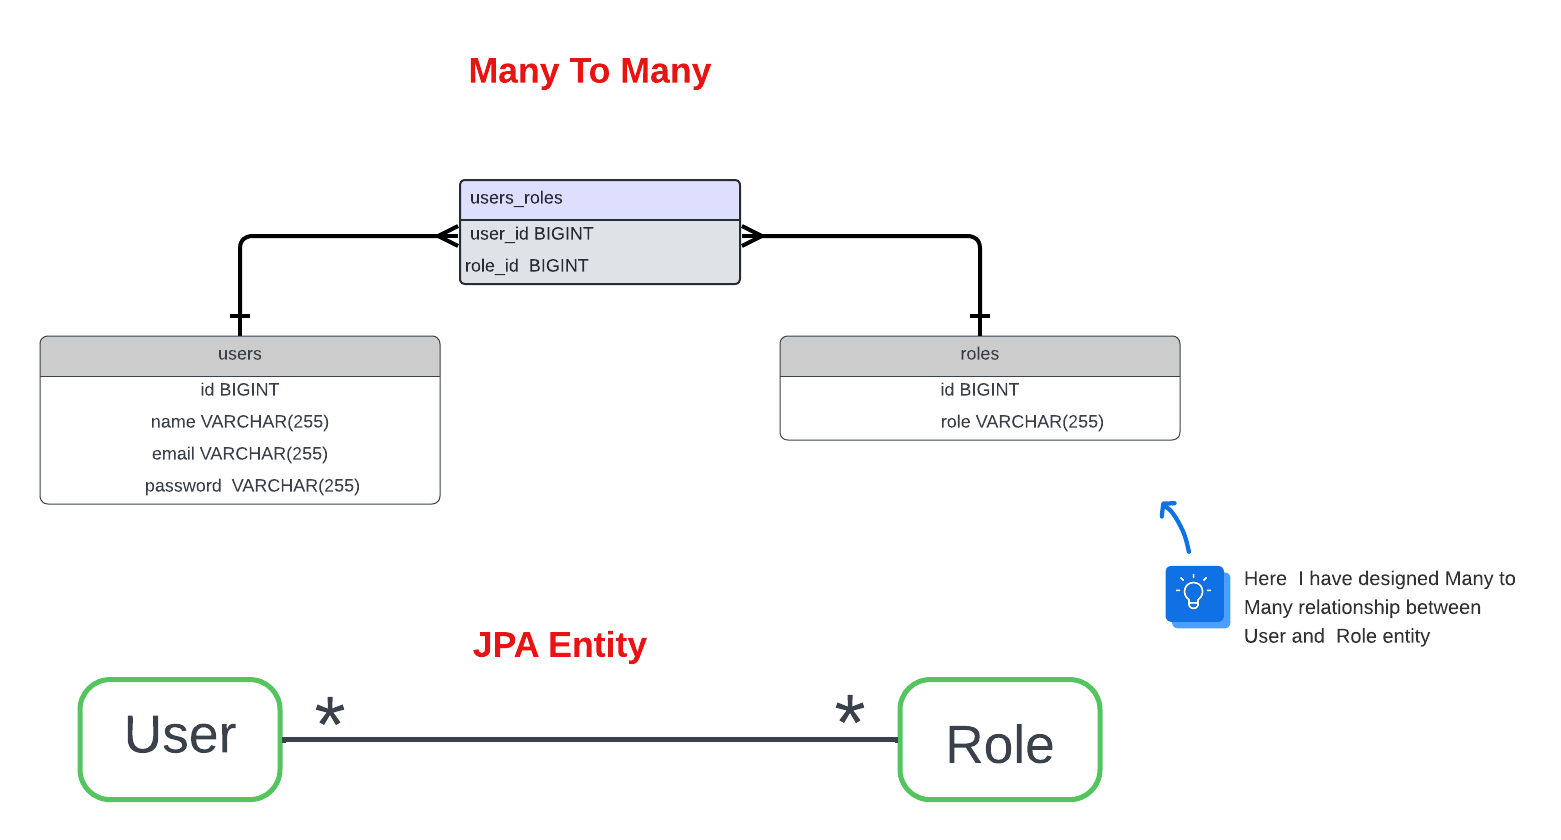 Many To Many
users_roles
user_id BIGINT
role_id  BIGINT
users
id BIGINT
name VARCHAR(255)
email VARCHAR(255)
password  VARCHAR(255)
roles
id BIGINT
role VARCHAR(255)
Here  I have designed Many to
Many relationship between
User and  Role entity
JPA Entity
User
*
*
Role